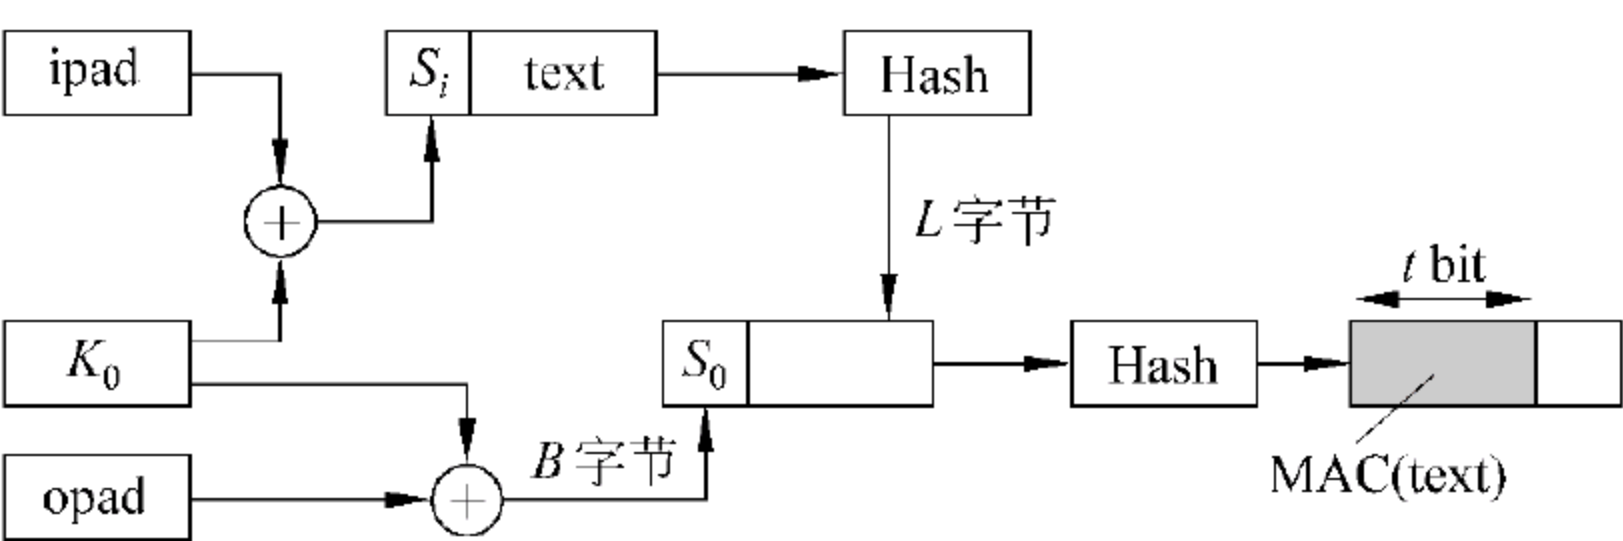 ipad
Sᵢ text
Hash
L 字节
t bit
K₀
S₀
Hash
B 字节
opad
MAC(text)